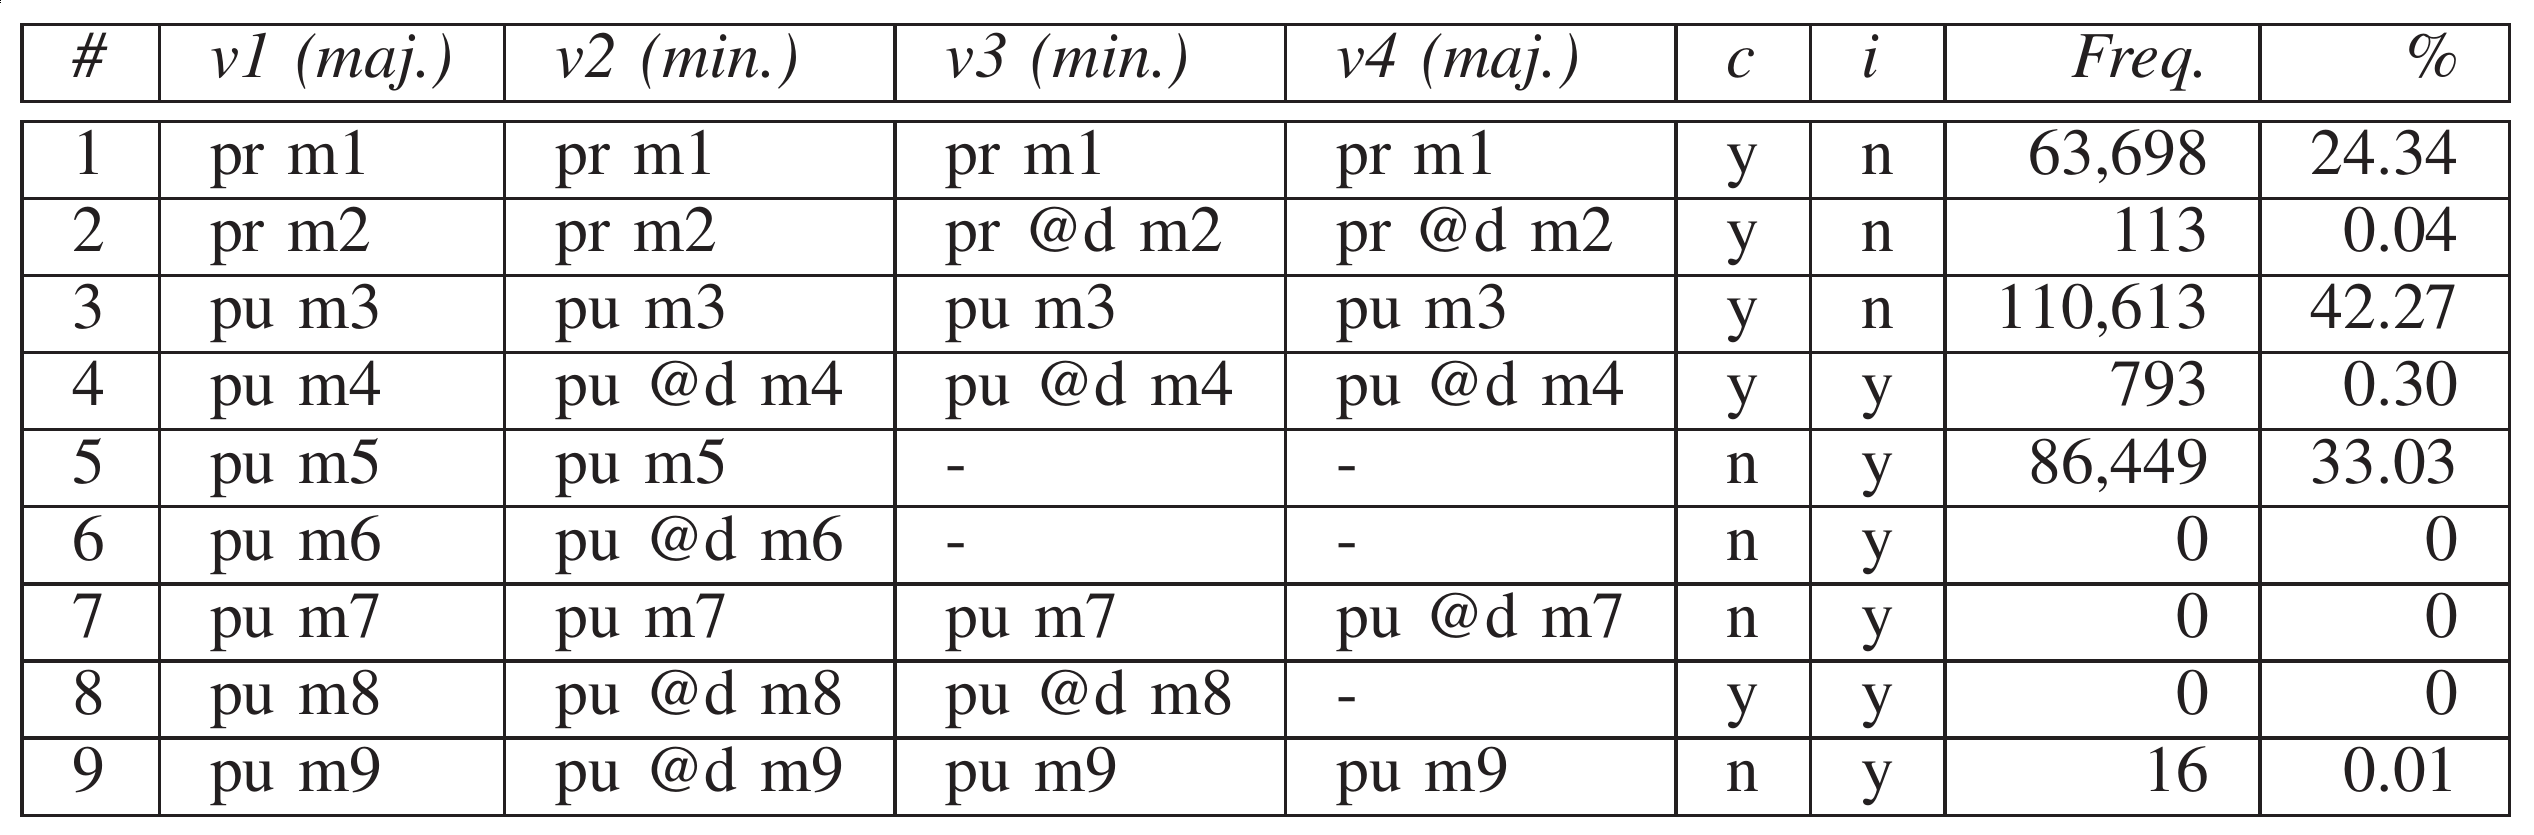 # v1 (maj.) v2 (min.) v3 (min.) v4 (maj.) c i Freq. %
1 pr m1 pr m1 pr m1 pr m1 y n 63,698 24.34
2 pr m2 pr m2 pr @d m2 pr @d m2 y n 113 0.04
3 pu m3 pu m3 pu m3 pu m3 y n 110,613 42.27
4 pu m4 pu @d m4 pu @d m4 pu @d m4 y y 793 0.30
5 pu m5 pu m5 - - n y 86,449 33.03
6 pu m6 pu @d m6 - - n y 0 0
7 pu m7 pu m7 pu m7 pu @d m7 n y 0 0
8 pu m8 pu @d m8 pu @d m8 - y y 0 0
9 pu m9 pu @d m9 pu m9 pu m9 n y 16 0.01